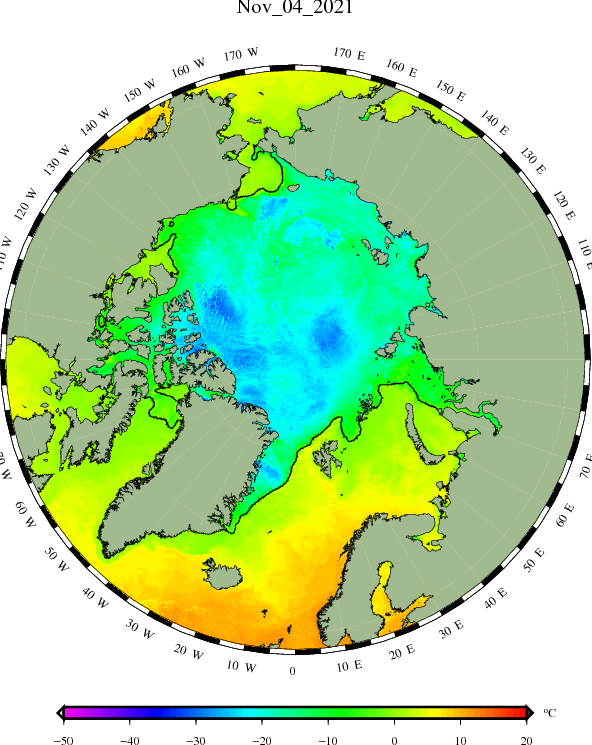 Nov_04_2021
170 W
170 E
160 W
160 E
150 W
150 E
140 W
140 E
130 W
130 E
120 W
120 E
110 E
60 W
70 E
50 W
60 E
40 W
50 E
30 W
40 E
20 W
30 E
10 W
0
10 E
20 E
°C
−50 −40 −30 −20 −10 0 10 20